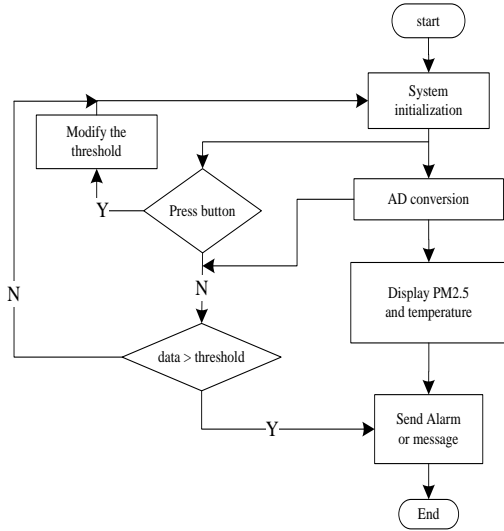 start
System
initialization
Modify the
threshold
Press button
Y
AD conversion
N
N
Display PM2.5
and temperature
data > threshold
Send Alarm
or message
Y
End